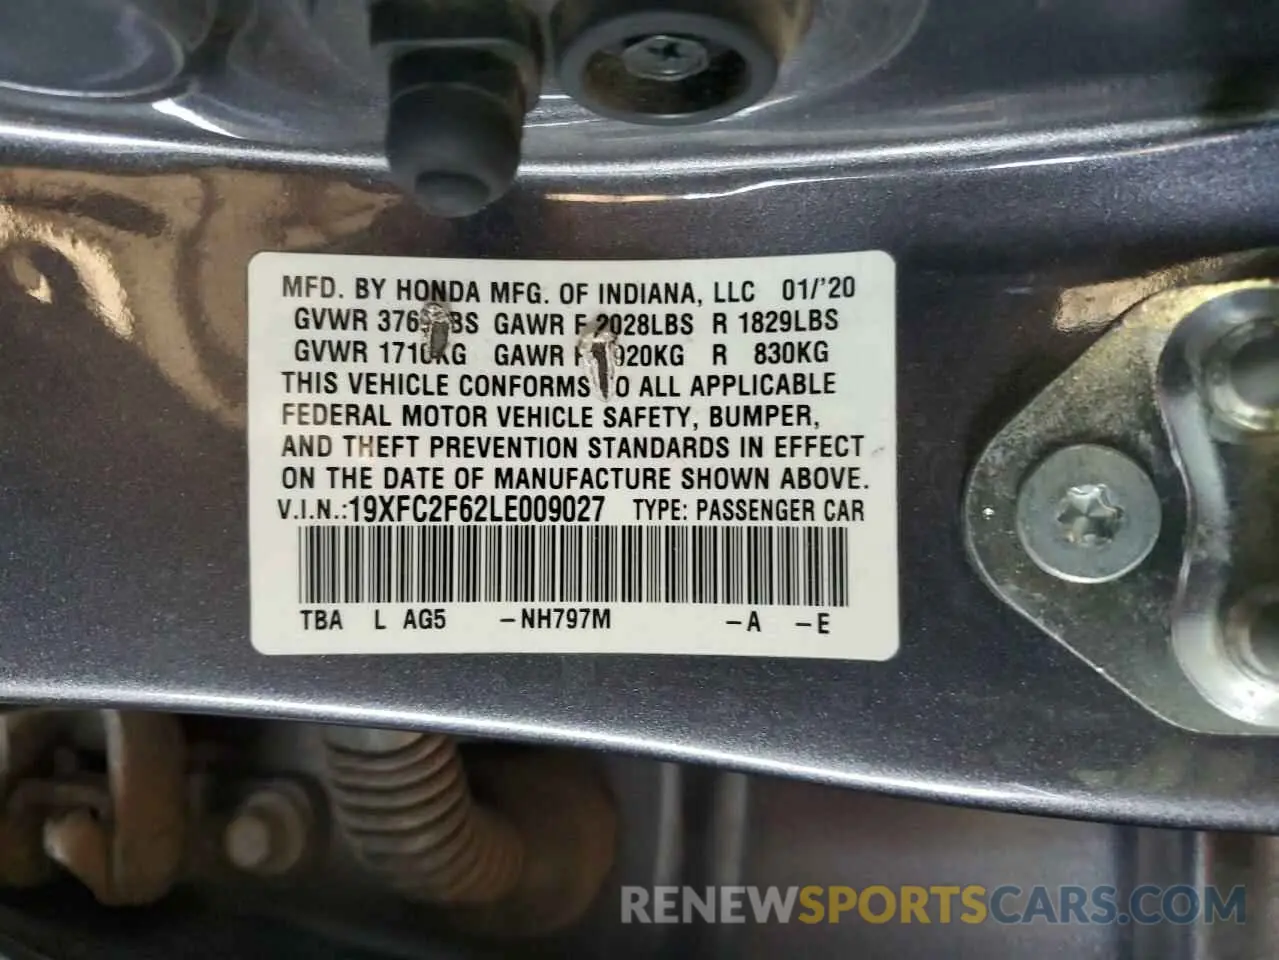 MFD. BY HONDA MFG. OF INDIANA, LLC 01/'20
GVWR GAWR F 2028LBS R 1829LBS
GVWR 1710KG GAWR R 830KG
THIS VEHICLE CONFORMS TO ALL APPLICABLE
FEDERAL MOTOR VEHICLE SAFETY, BUMPER,
AND THEFT PREVENTION STANDARDS IN EFFECT
ON THE DATE OF MANUFACTURE SHOWN ABOVE.
V.I.N.:19XFC2F62LE009027 TYPE: PASSENGER CAR
TBA L AG5 -NH797M -A -E
RENEWSPORTSCARS.COM